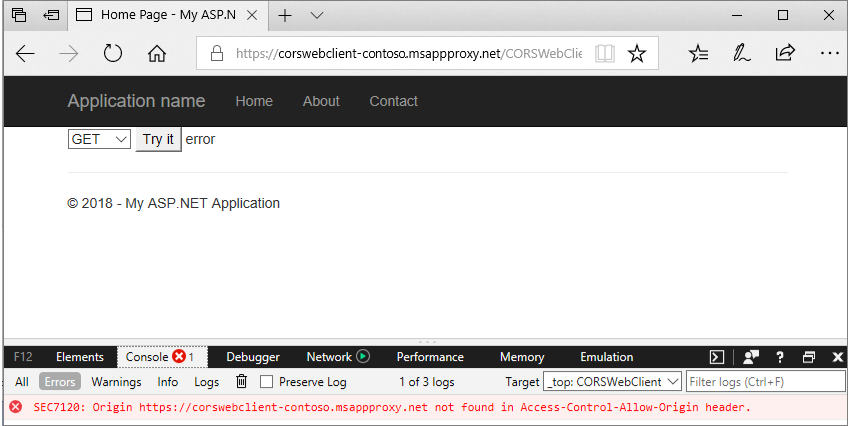 Home Page - My ASP.N
https://corswebclient-contoso.msappproxy.net/CORSWebClie
Application name Home About Contact
GET Try it error
© 2018 - My ASP.NET Application
F12 Elements Console 1 Debugger Network Performance Memory Emulation
All Errors Warnings Info Logs Preserve Log 1 of 3 logs Target _top: CORSWebClient Filter logs (Ctrl+F)
SEC7120: Origin https://corswebclient-contoso.msappproxy.net not found in Access-Control-Allow-Origin header.